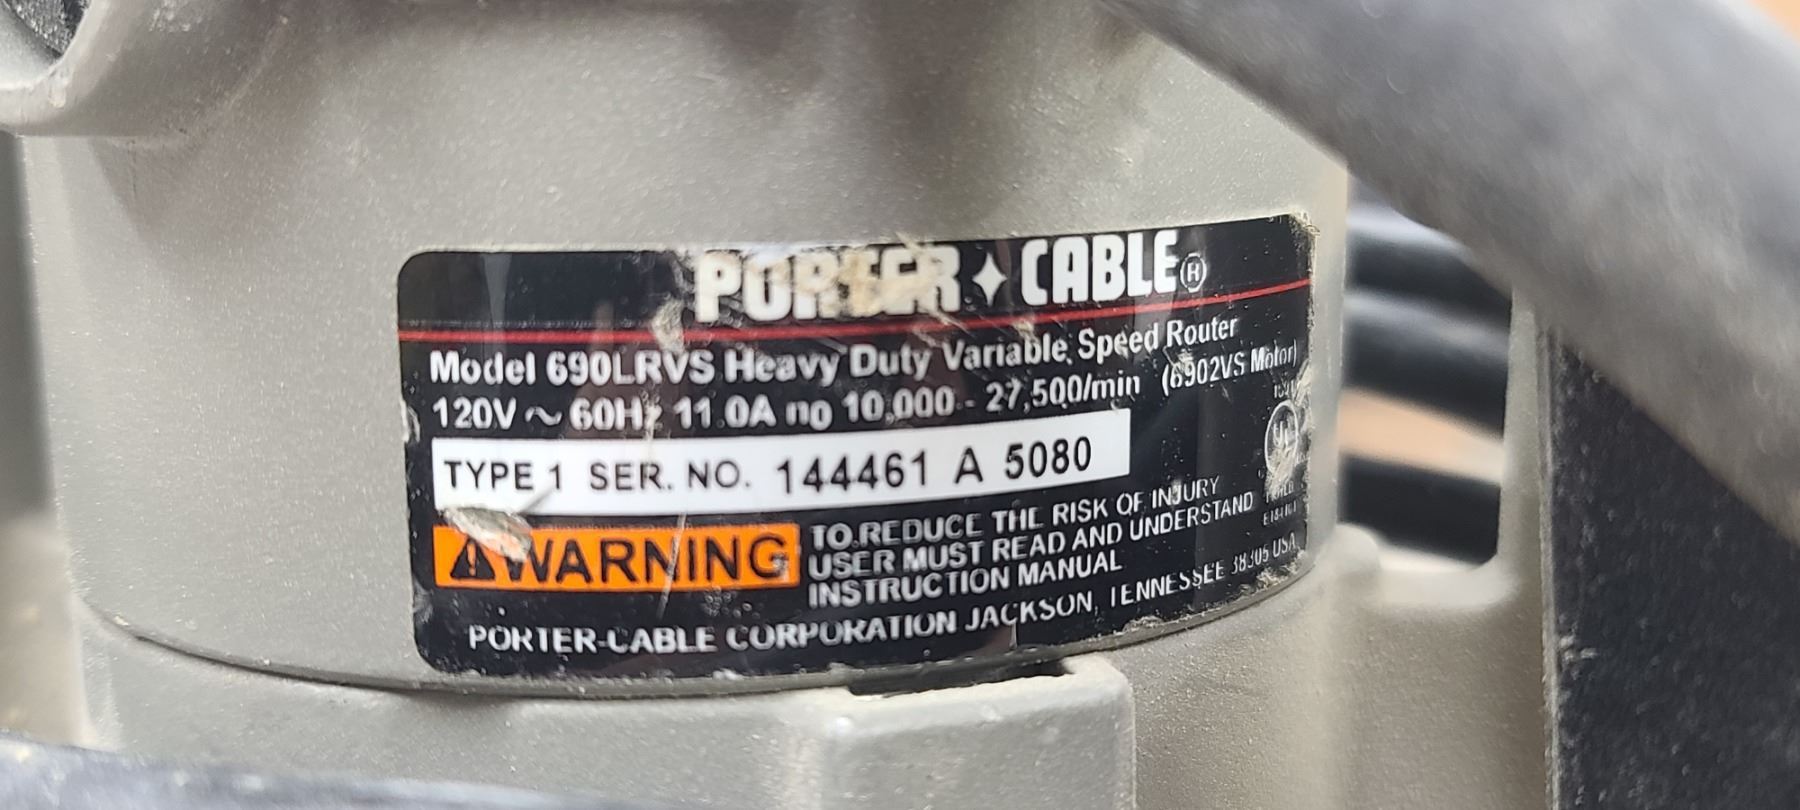 PORTER CABLE®
Model 690LRVS Heavy Duty Variable Speed Router
120V ~ 60Hz 11.0A no 10,000 - 27,500/min (6902VS Motor)
TYPE 1 SER. NO. 144461 A 5080
WARNING TO REDUCE THE RISK OF INJURY
USER MUST READ AND UNDERSTAND
INSTRUCTION MANUAL
PORTER-CABLE CORPORATION JACKSON, TENNESSEE 38305 USA
UL